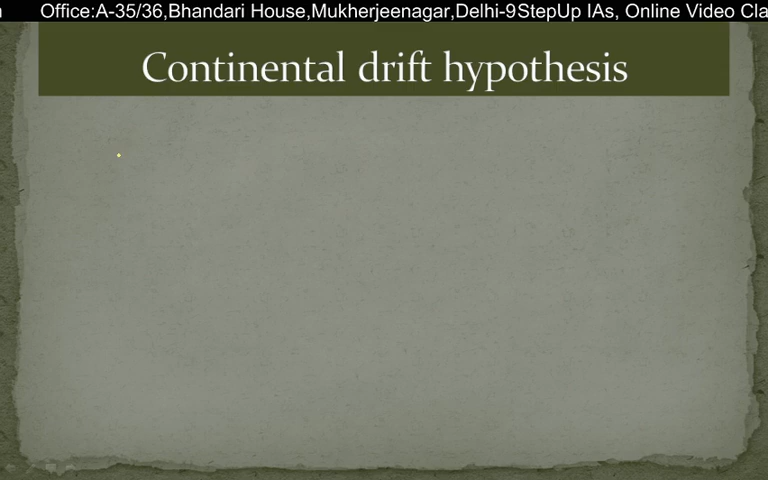 Office:A-35/36,Bhandari House,Mukherjeenagar,Delhi-9StepUp IAs, Online Video Cla
Continental drift hypothesis